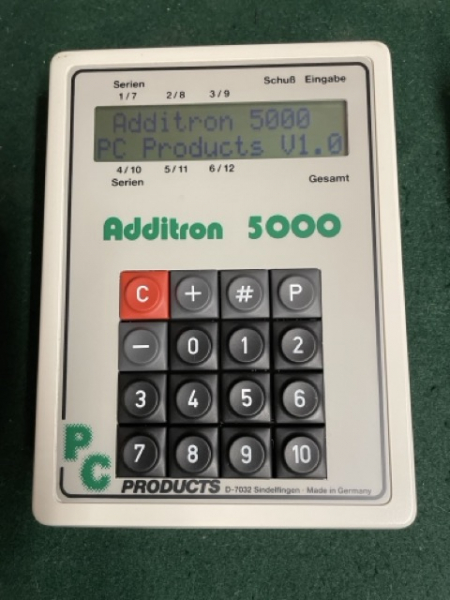 Serien Schuß Eingabe
1/7 2/8 3/9
Additron 5000
PC Products V1.0
4/10 5/11 6/12
Serien Gesamt
Additron 5000
C + # P
− 0 1 2
3 4 5 6
7 8 9 10
PC
PRODUCTS D-7032 Sindelfingen · Made in Germany